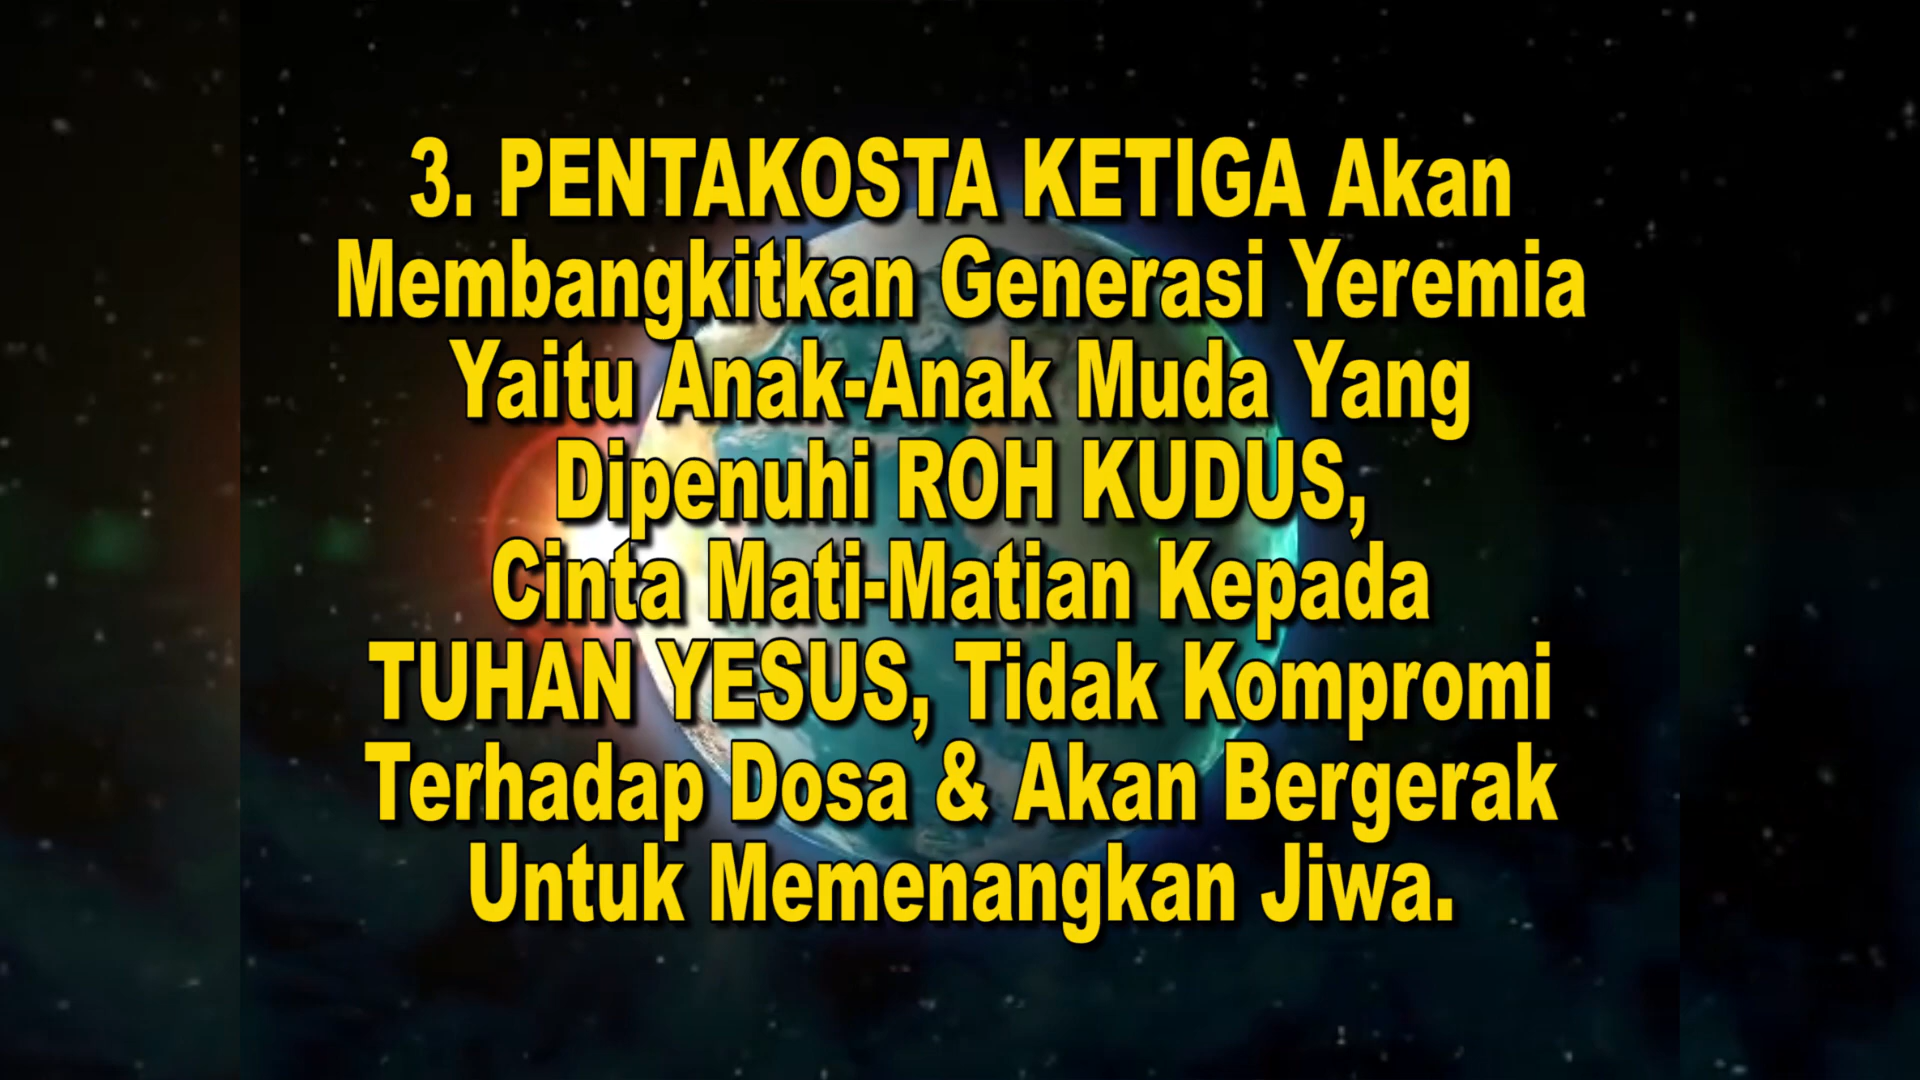 3. PENTAKOSTA KETIGA Akan
Membangkitkan Generasi Yeremia
Yaitu Anak-Anak Muda Yang
Dipenuhi ROH KUDUS,
Cinta Mati-Matian Kepada
TUHAN YESUS, Tidak Kompromi
Terhadap Dosa & Akan Bergerak
Untuk Memenangkan Jiwa.